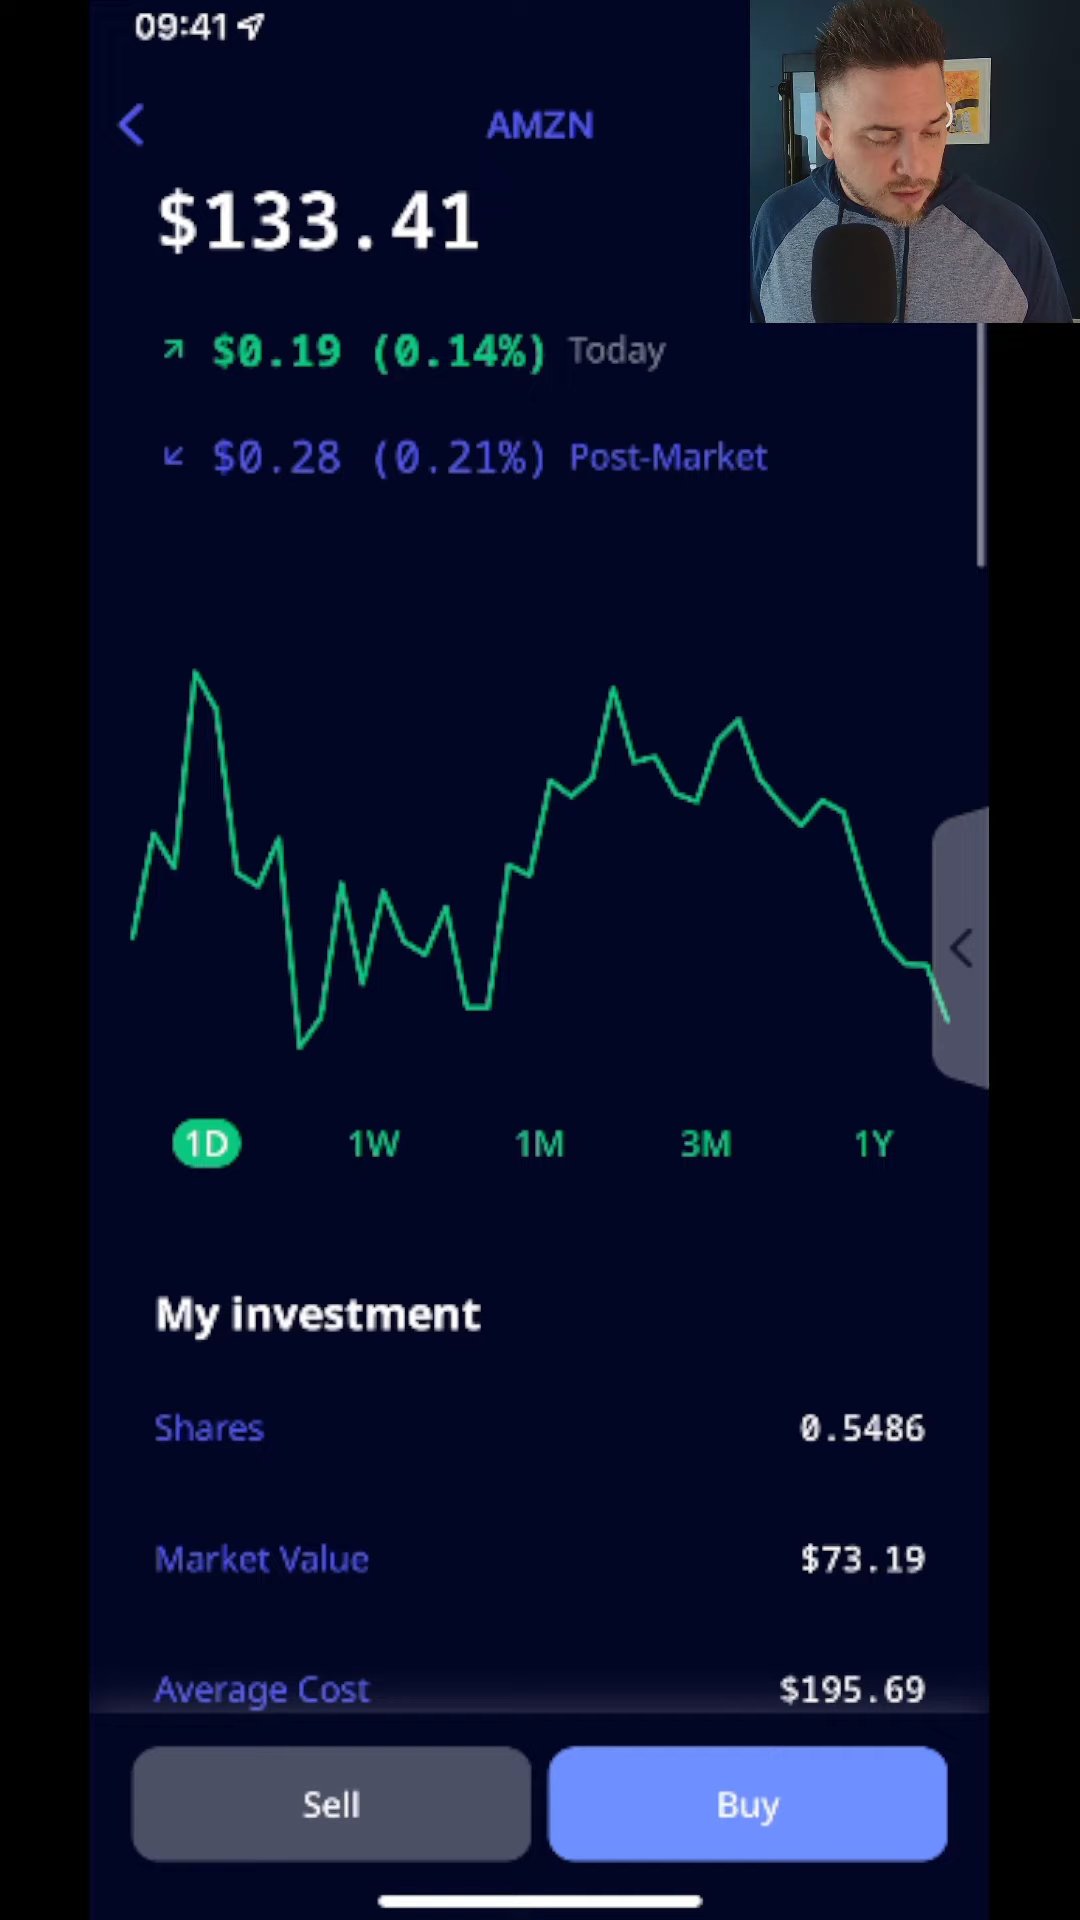 09:41
AMZN
$133.41
$0.19 (0.14%) Today
$0.28 (0.21%) Post-Market
1D 1W 1M 3M 1Y
My investment
Shares 0.5486
Market Value $73.19
Average Cost $195.69
Sell Buy